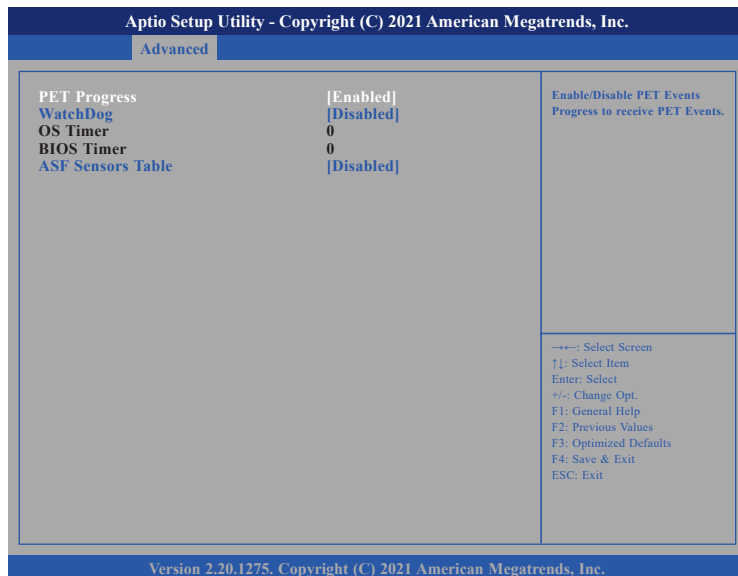 Aptio Setup Utility - Copyright (C) 2021 American Megatrends, Inc.
Advanced
PET Progress [Enabled]
WatchDog [Disabled]
OS Timer 0
BIOS Timer 0
ASF Sensors Table [Disabled]
Enable/Disable PET Events
Progress to receive PET Events.
→←: Select Screen
↑↓: Select Item
Enter: Select
+/-: Change Opt.
F1: General Help
F2: Previous Values
F3: Optimized Defaults
F4: Save & Exit
ESC: Exit
Version 2.20.1275. Copyright (C) 2021 American Megatrends, Inc.